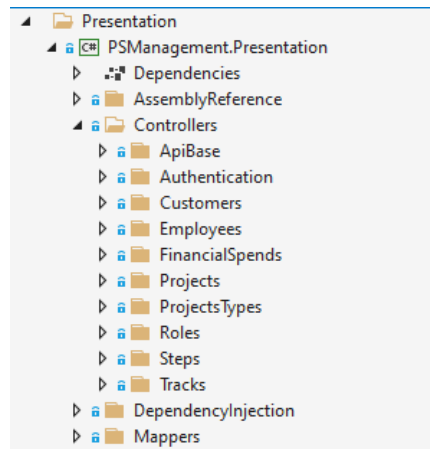 Presentation
C# PSManagement.Presentation
Dependencies
AssemblyReference
Controllers
ApiBase
Authentication
Customers
Employees
FinancialSpends
Projects
ProjectsTypes
Roles
Steps
Tracks
DependencyInjection
Mappers